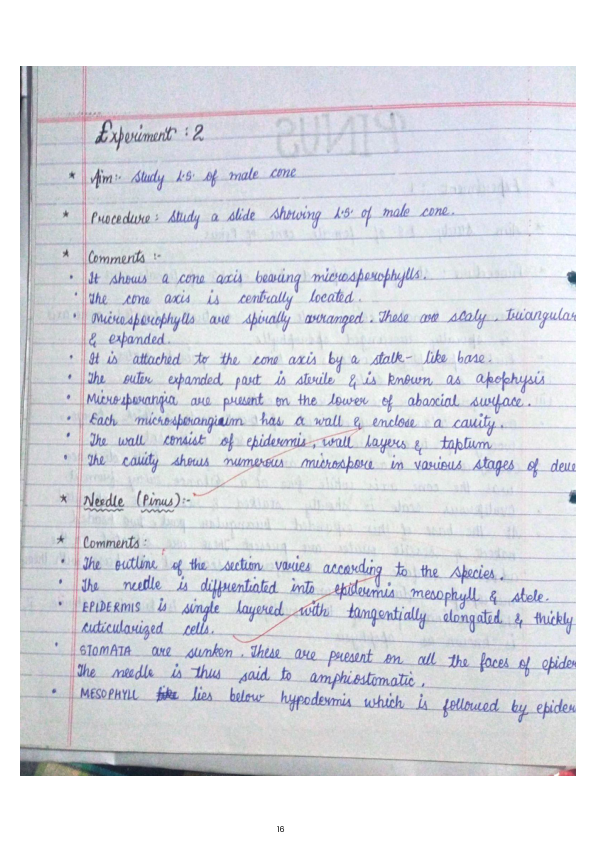 Experiment : 2
* Aim:- Study L.S. of male cone
* Procedure : Study a slide showing L.S. of male cone.
* Comments :-
• It shows a cone axis bearing microsporophylls.
• The cone axis is centrally located.
• Microsporophylls are spirally arranged. These are scaly, triangular
& expanded.
• It is attached to the cone axis by a stalk-like base.
• The outer expanded part is sterile & is known as apophysis
• Microsporangia are present on the lower of abaxial surface.
• Each microsporangium has a wall & enclose a cavity.
• The wall consist of epidermis, wall layers & taptum
• The cavity shows numerous microspore in various stages of deve
* Needle (Pinus):-
* Comments :
• The outline of the section varies according to the species.
• The needle is differentiated into epidermis mesophyll & stele.
• EPIDERMIS is single layered with tangentially elongated & thickly
cuticularized cells.
• STOMATA are sunken. These are present on all the faces of epider
The needle is thus said to amphiostomatic.
• MESOPHYLL lies below hypodermis which is followed by epider
16